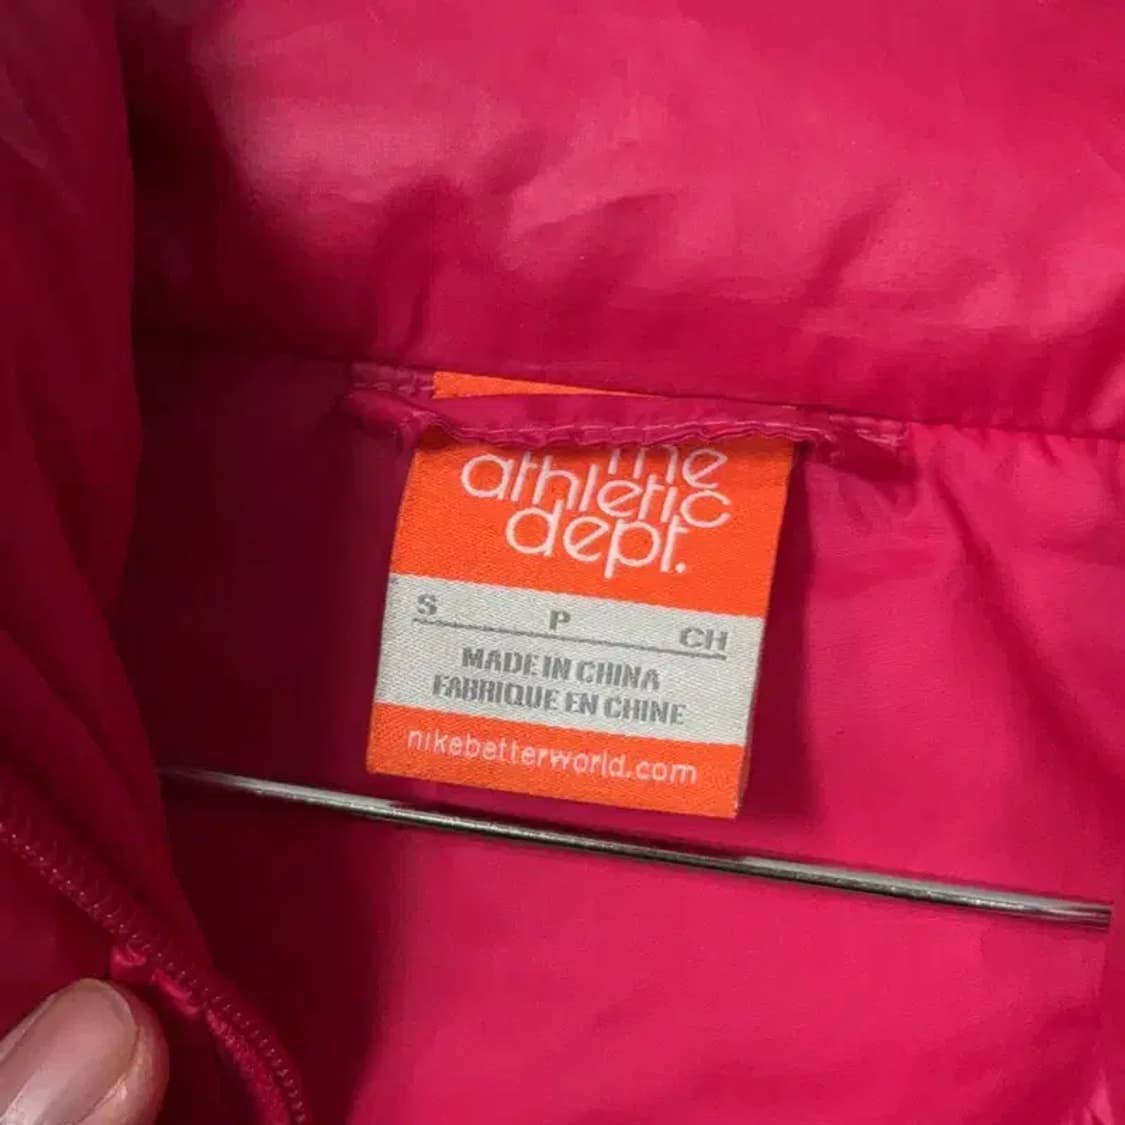 the
athletic
dept.
S P CH
MADE IN CHINA
FABRIQUE EN CHINE
nikebetterworld.com